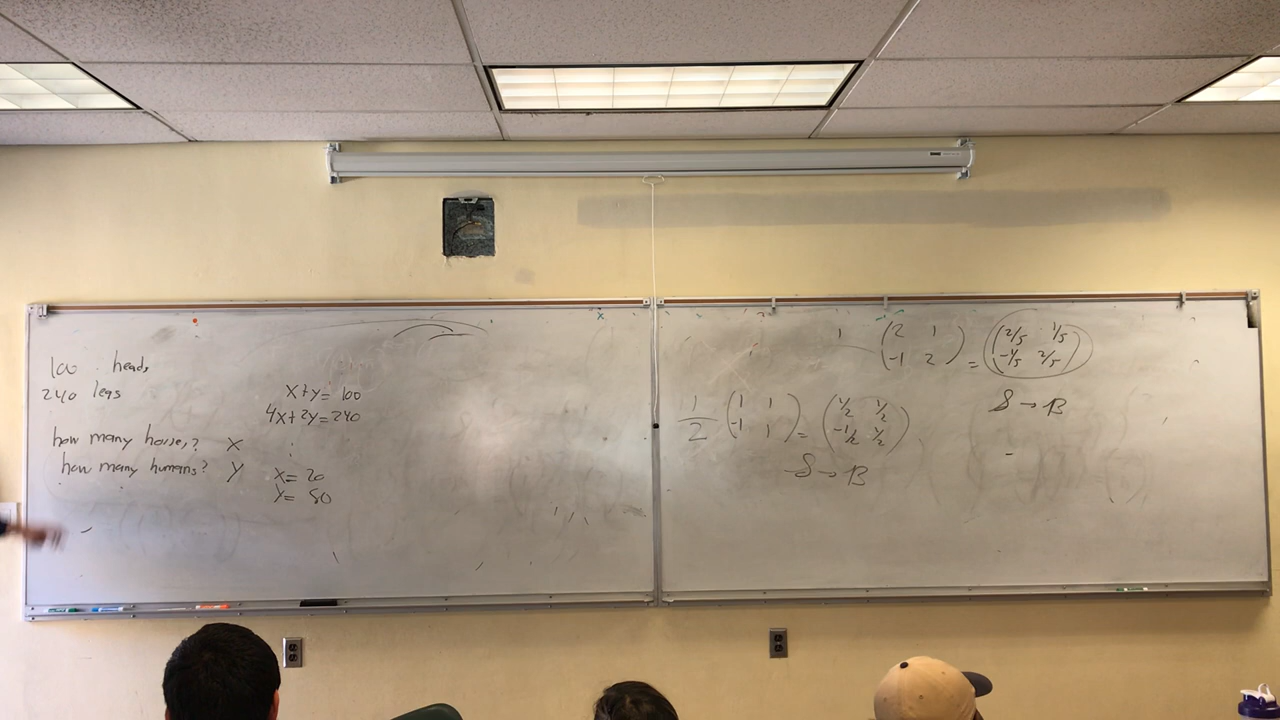 100 heads
240 legs
how many horses? x
how many humans? y
x+y= 100
4x+2y=240
:
x= 20
y= 80
1/2 (1 1
-1 1) = (1/2 1/2
-1/2 1/2)
S → B
1 (2 1
-1 2) = (2/5 1/5
-1/5 2/5)
S → B